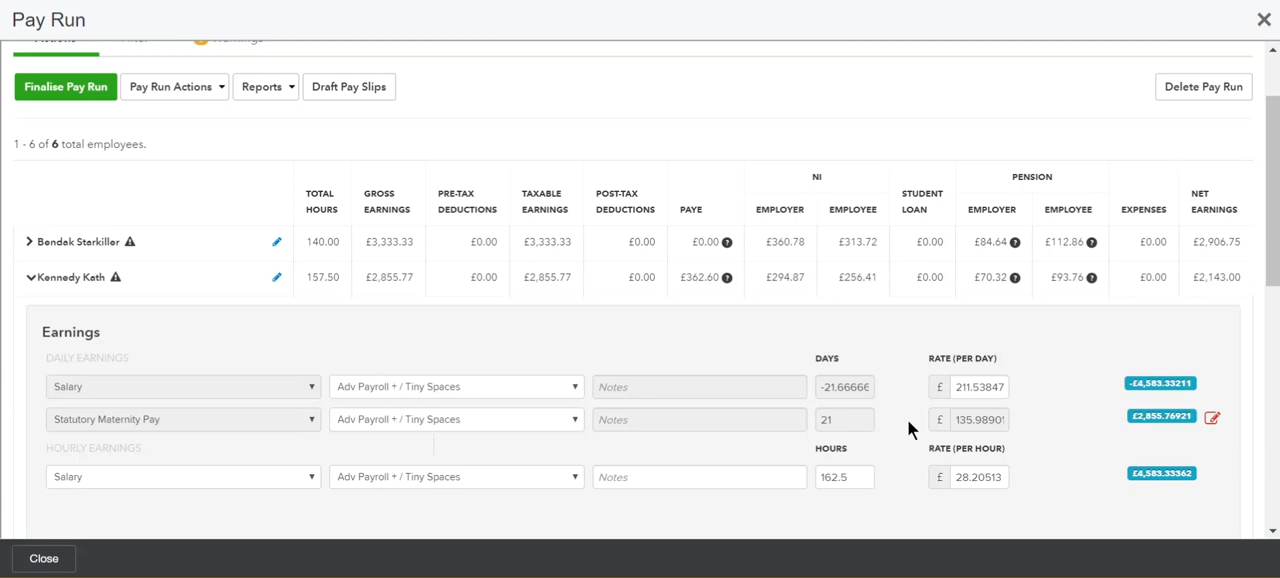 Pay Run
Actions Filter Warnings
Finalise Pay Run Pay Run Actions Reports Draft Pay Slips Delete Pay Run
1 - 6 of 6 total employees.
NI PENSION
TOTAL HOURS GROSS EARNINGS PRE-TAX DEDUCTIONS TAXABLE EARNINGS POST-TAX DEDUCTIONS PAYE EMPLOYER EMPLOYEE STUDENT LOAN EMPLOYER EMPLOYEE EXPENSES NET EARNINGS
Bendak Starkiller 140.00 £3,333.33 £0.00 £3,333.33 £0.00 £0.00 £360.78 £313.72 £0.00 £84.64 £112.86 £0.00 £2,906.75
Kennedy Kath 157.50 £2,855.77 £0.00 £2,855.77 £0.00 £362.60 £294.87 £256.41 £0.00 £70.32 £93.76 £0.00 £2,143.00
Earnings
DAILY EARNINGS DAYS RATE (PER DAY)
Salary Adv Payroll + / Tiny Spaces Notes -21.66666 £ 211.53847 -£4,583.33211
Statutory Maternity Pay Adv Payroll + / Tiny Spaces Notes 21 £ 135.98901 £2,855.76921
HOURLY EARNINGS HOURS RATE (PER HOUR)
Salary Adv Payroll + / Tiny Spaces Notes 162.5 £ 28.20513 £4,583.33362
Close